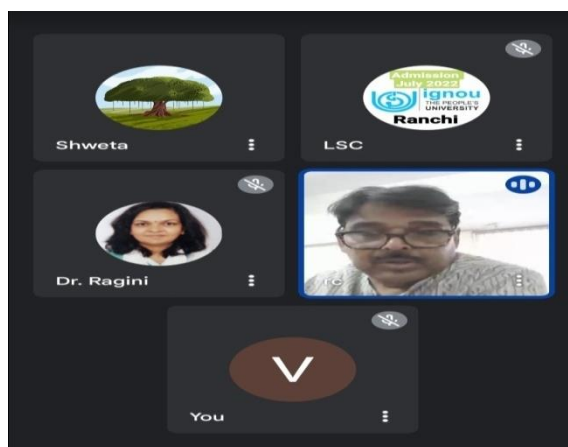 Shweta
Admission
July 2022
ignou
THE PEOPLE'S
UNIVERSITY
Ranchi
LSC
Dr. Ragini
V
You